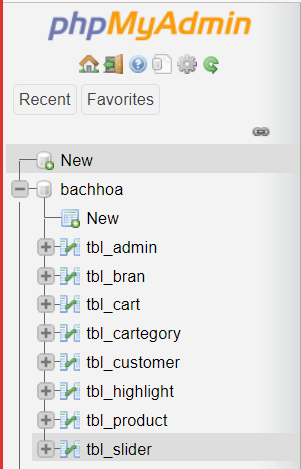 phpMyAdmin
Recent Favorites
New
bachhoa
New
tbl_admin
tbl_bran
tbl_cart
tbl_cartegory
tbl_customer
tbl_highlight
tbl_product
tbl_slider